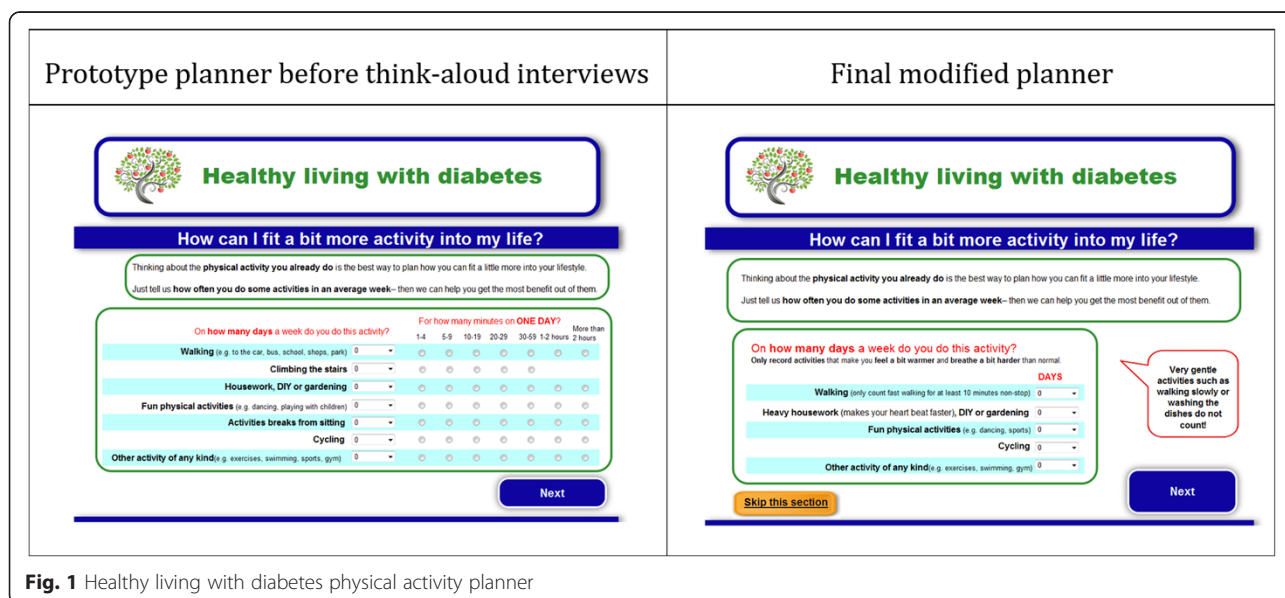 Prototype planner before think-aloud interviews
Healthy living with diabetes
How can I fit a bit more activity into my life?
Thinking about the physical activity you already do is the best way to plan how you can fit a little more into your lifestyle.
Just tell us how often you do some activities in an average week– then we can help you get the most benefit out of them.
On how many days a week do you do this activity?
For how many minutes on ONE DAY?
1-4 5-9 10-19 20-29 30-59 1-2 hours More than 2 hours
Walking (e.g. to the car, bus, school, shops, park) 0
Climbing the stairs 0
Housework, DIY or gardening 0
Fun physical activities (e.g. dancing, playing with children) 0
Activities breaks from sitting 0
Cycling 0
Other activity of any kind(e.g. exercises, swimming, sports, gym) 0
Next
Final modified planner
Healthy living with diabetes
How can I fit a bit more activity into my life?
Thinking about the physical activity you already do is the best way to plan how you can fit a little more into your lifestyle.
Just tell us how often you do some activities in an average week– then we can help you get the most benefit out of them.
On how many days a week do you do this activity?
Only record activities that make you feel a bit warmer and breathe a bit harder than normal.
DAYS
Walking (only count fast walking for at least 10 minutes non-stop) 0
Heavy housework (makes your heart beat faster), DIY or gardening 0
Fun physical activities (e.g. dancing, sports) 0
Cycling 0
Other activity of any kind(e.g. exercises, swimming, gym) 0
Very gentle
activities such as
walking slowly or
washing the
dishes do not
count!
Skip this section
Next
Fig. 1 Healthy living with diabetes physical activity planner